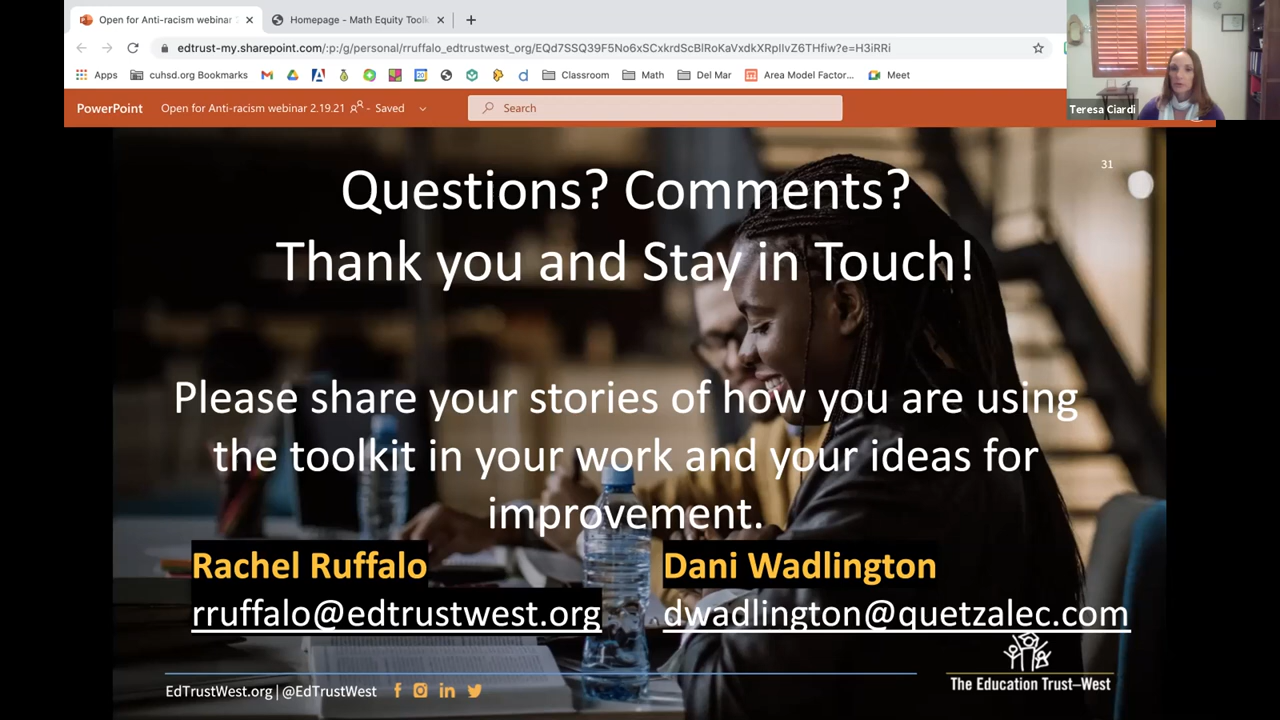 Open for Anti-racism webinar 2
Homepage - Math Equity Toolk
edtrust-my.sharepoint.com/:p:/g/personal/rruffalo_edtrustwest_org/EQd7SSQ39F5No6xSCxkrdScBlRoKaVxdkXRpllvZ6THfiw?e=H3iRRi
Apps
cuhsd.org Bookmarks
Classroom
Math
Del Mar
Area Model Factor...
Meet
Teresa Ciardi
PowerPoint
Open for Anti-racism webinar 2.19.21 - Saved
Search
31
Questions? Comments?
Thank you and Stay in Touch!
Please share your stories of how you are using
the toolkit in your work and your ideas for
improvement.
Rachel Ruffalo
rruffalo@edtrustwest.org
Dani Wadlington
dwadlington@quetzalec.com
EdTrustWest.org | @EdTrustWest
The Education Trust–West